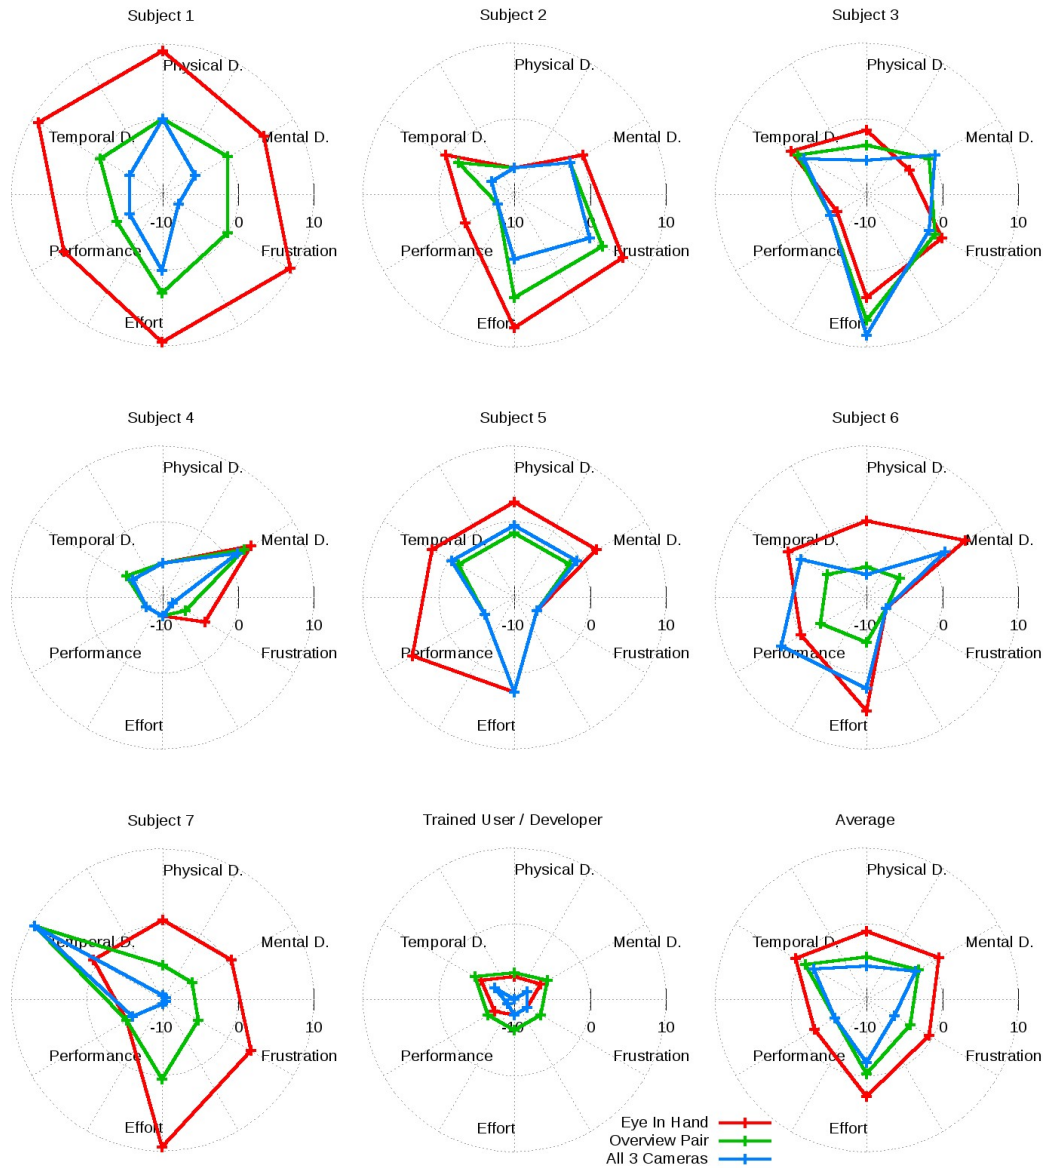 Subject 1
Physical D.
Temporal D.
Mental D.
-10
0
10
Performance
Frustration
Effort
Subject 2
Physical D.
Temporal D.
Mental D.
-10
0
10
Performance
Frustration
Effort
Subject 3
Physical D.
Temporal D.
Mental D.
-10
0
10
Performance
Frustration
Effort
Subject 4
Physical D.
Temporal D.
Mental D.
-10
0
10
Performance
Frustration
Effort
Subject 5
Physical D.
Temporal D.
Mental D.
-10
0
10
Performance
Frustration
Effort
Subject 6
Physical D.
Temporal D.
Mental D.
-10
0
10
Performance
Frustration
Effort
Subject 7
Physical D.
Temporal D.
Mental D.
-10
0
10
Performance
Frustration
Effort
Trained User / Developer
Physical D.
Temporal D.
Mental D.
-10
0
10
Performance
Frustration
Effort
Average
Physical D.
Temporal D.
Mental D.
-10
0
10
Performance
Frustration
Effort
Eye In Hand
Overview Pair
All 3 Cameras